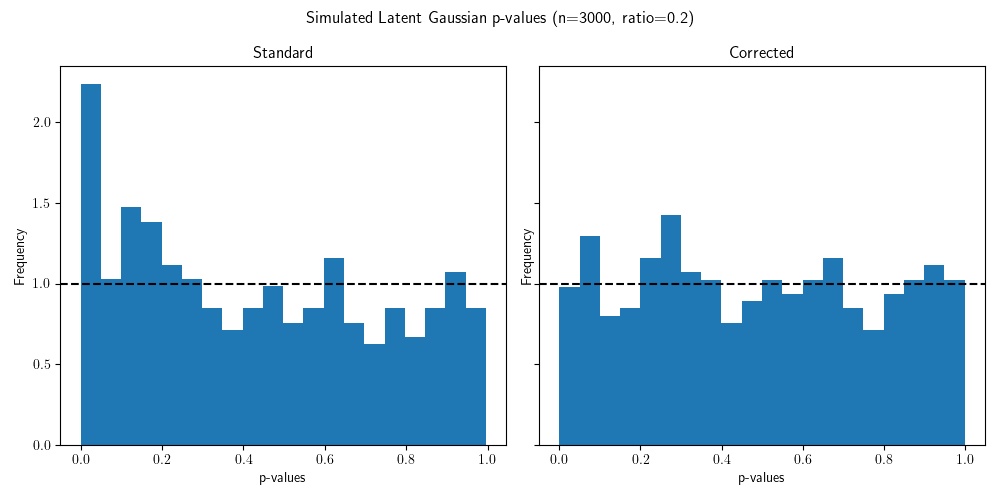 Simulated Latent Gaussian p-values (n=3000, ratio=0.2)
Standard
Frequency
2.0
1.5
1.0
0.5
0.0
0.0 0.2 0.4 0.6 0.8 1.0
p-values
Corrected
Frequency
0.0 0.2 0.4 0.6 0.8 1.0
p-values